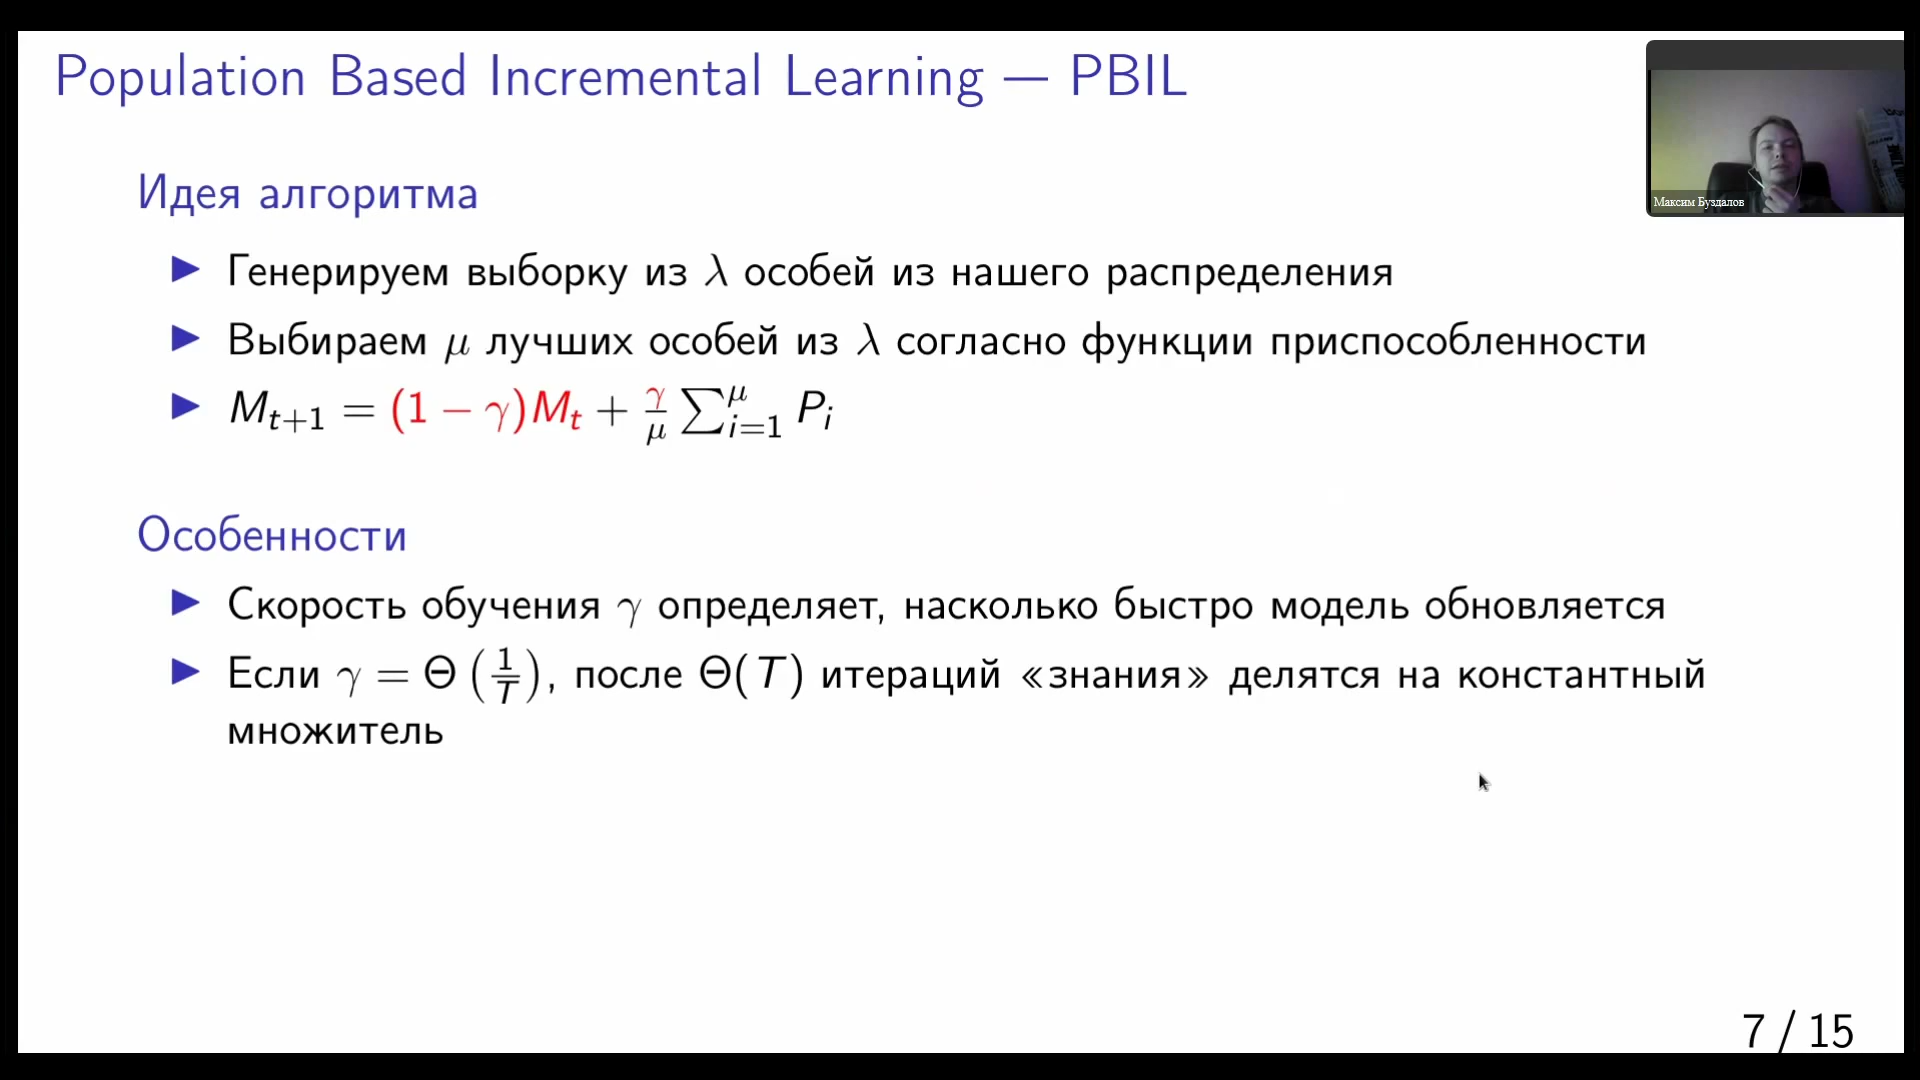 Population Based Incremental Learning — PBIL
Максим Буздалов
Идея алгоритма
▶ Генерируем выборку из λ особей из нашего распределения
▶ Выбираем μ лучших особей из λ согласно функции приспособленности
▶ M_{t+1} = (1 − γ)M_t + \frac{γ}{μ} ∑_{i=1}^{μ} P_i
Особенности
▶ Скорость обучения γ определяет, насколько быстро модель обновляется
▶ Если γ = Θ(\frac{1}{T}), после Θ(T) итераций «знания» делятся на константный
множитель
7 / 15